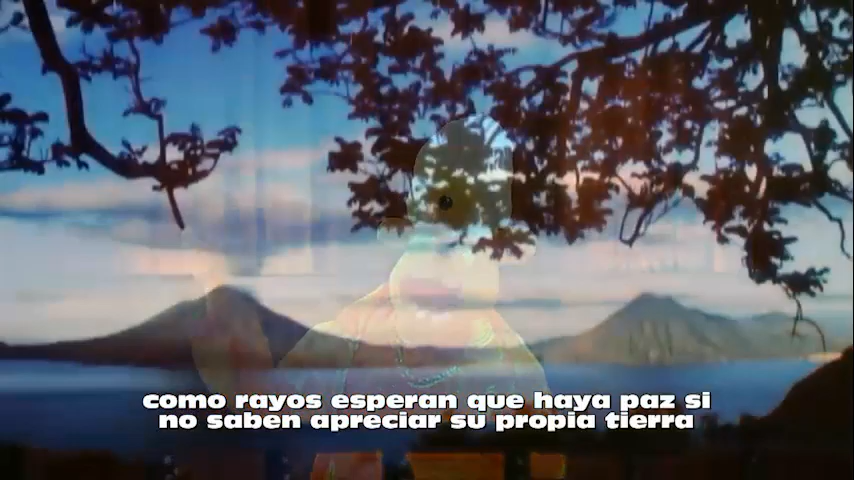 como rayos esperan que haya paz si
no saben apreciar su propia tierra